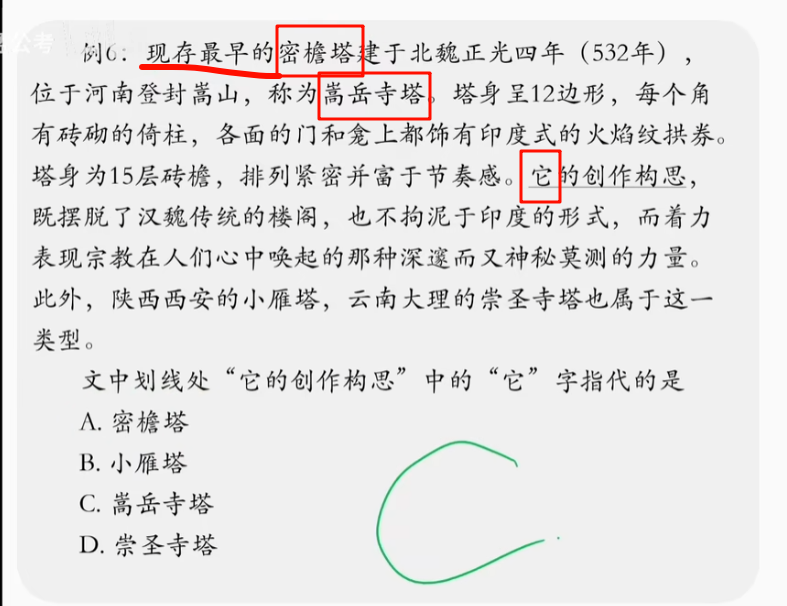 公考
例6：现存最早的密檐塔建于北魏正光四年（532年），
位于河南登封嵩山，称为嵩岳寺塔。塔身呈12边形，每个角
有砖砌的倚柱，各面的门和龛上都饰有印度式的火焰纹拱券。
塔身为15层砖檐，排列紧密并富于节奏感。它的创作构思，
既摆脱了汉魏传统的楼阁，也不拘泥于印度的形式，而着力
表现宗教在人们心中唤起的那种深邃而又神秘莫测的力量。
此外，陕西西安的小雁塔，云南大理的崇圣寺塔也属于这一
类型。
文中划线处“它的创作构思”中的“它”字指代的是
A. 密檐塔
B. 小雁塔
C. 嵩岳寺塔
D. 崇圣寺塔
C